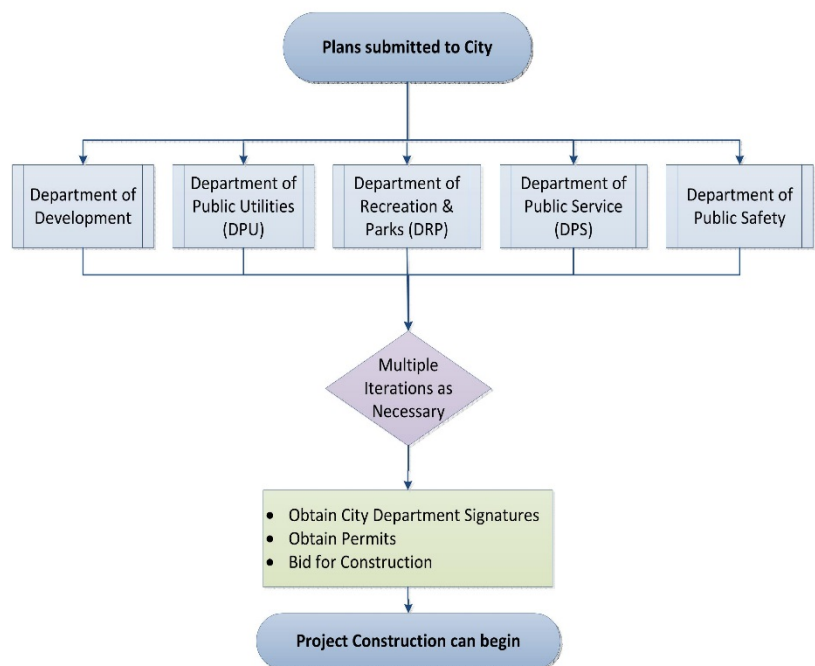 Plans submitted to City
Department of
Development
Department of
Public Utilities
(DPU)
Department of
Recreation &
Parks (DRP)
Department of
Public Service
(DPS)
Department of
Public Safety
Multiple
Iterations as
Necessary
• Obtain City Department Signatures
• Obtain Permits
• Bid for Construction
Project Construction can begin